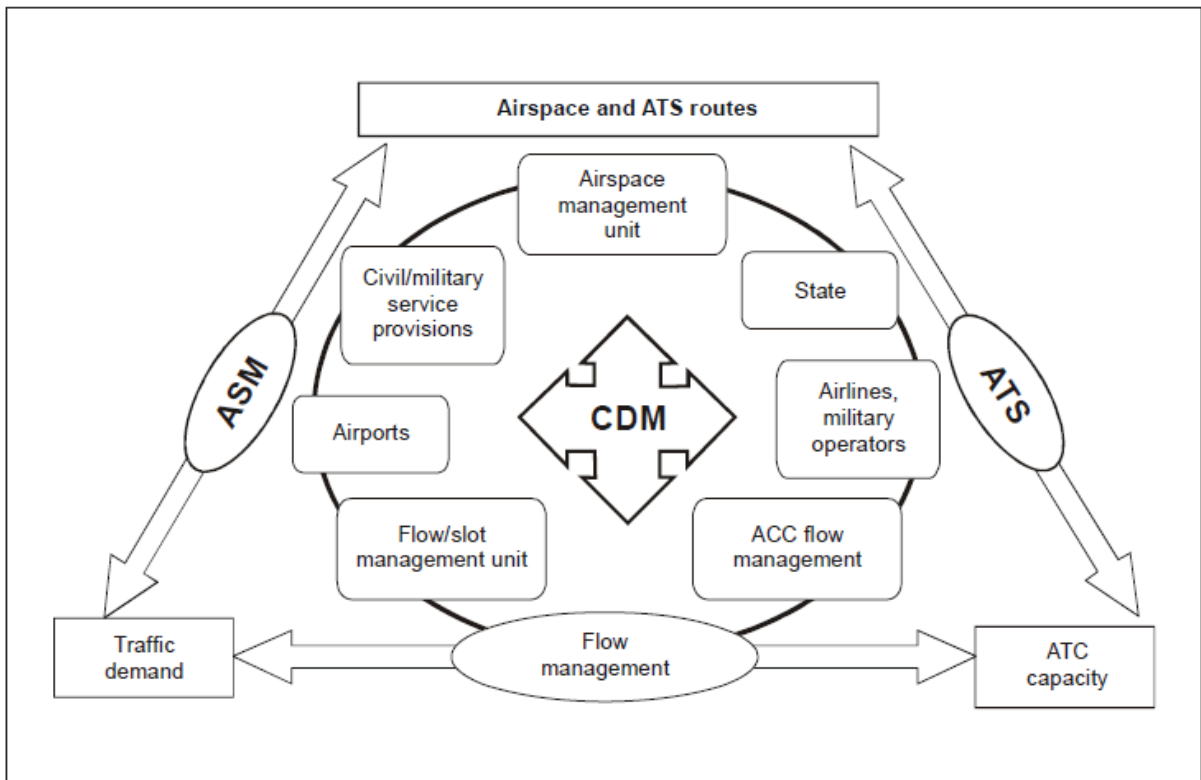 Airspace and ATS routes
Airspace
management
unit
Civil/military
service
provisions
State
ASM
CDM
ATS
Airports
Airlines,
military
operators
Flow/slot
management unit
ACC flow
management
Traffic
demand
Flow
management
ATC
capacity